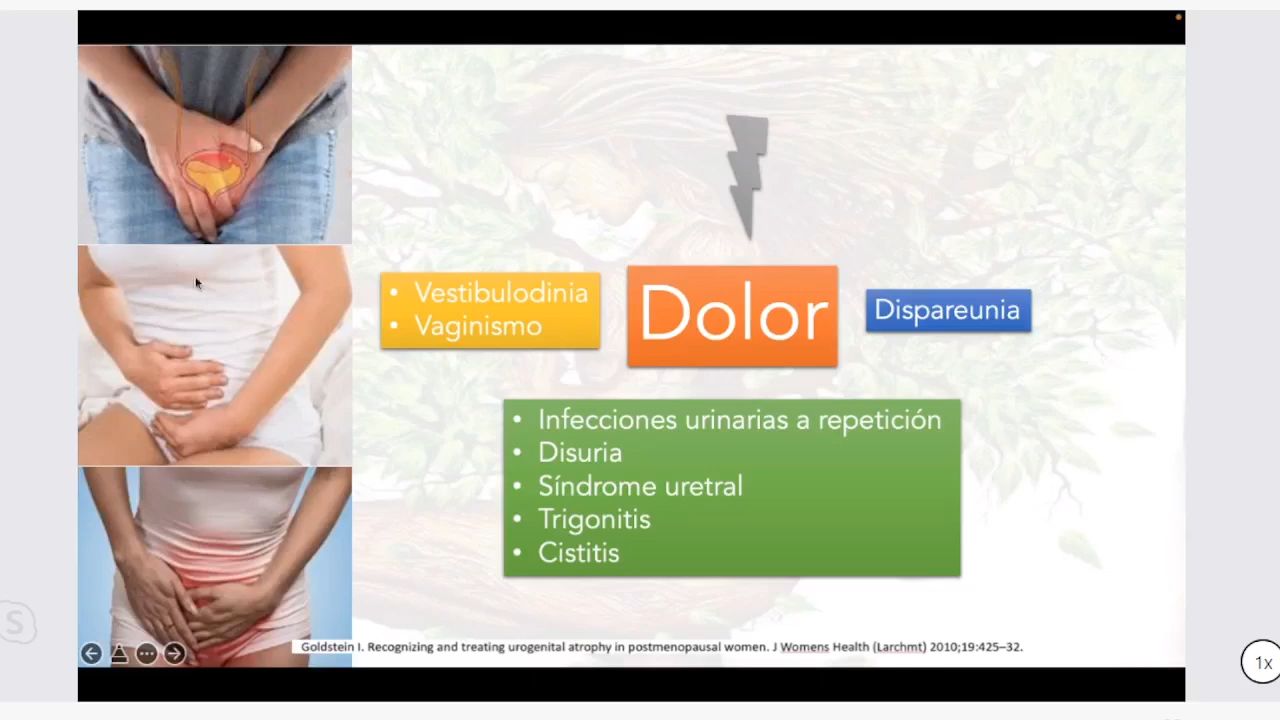 • Vestibulodinia
• Vaginismo
Dolor
Dispareunia
• Infecciones urinarias a repetición
• Disuria
• Síndrome uretral
• Trigonitis
• Cistitis
Goldstein I. Recognizing and treating urogenital atrophy in postmenopausal women. J Womens Health (Larchmt) 2010;19:425–32.
S
1x